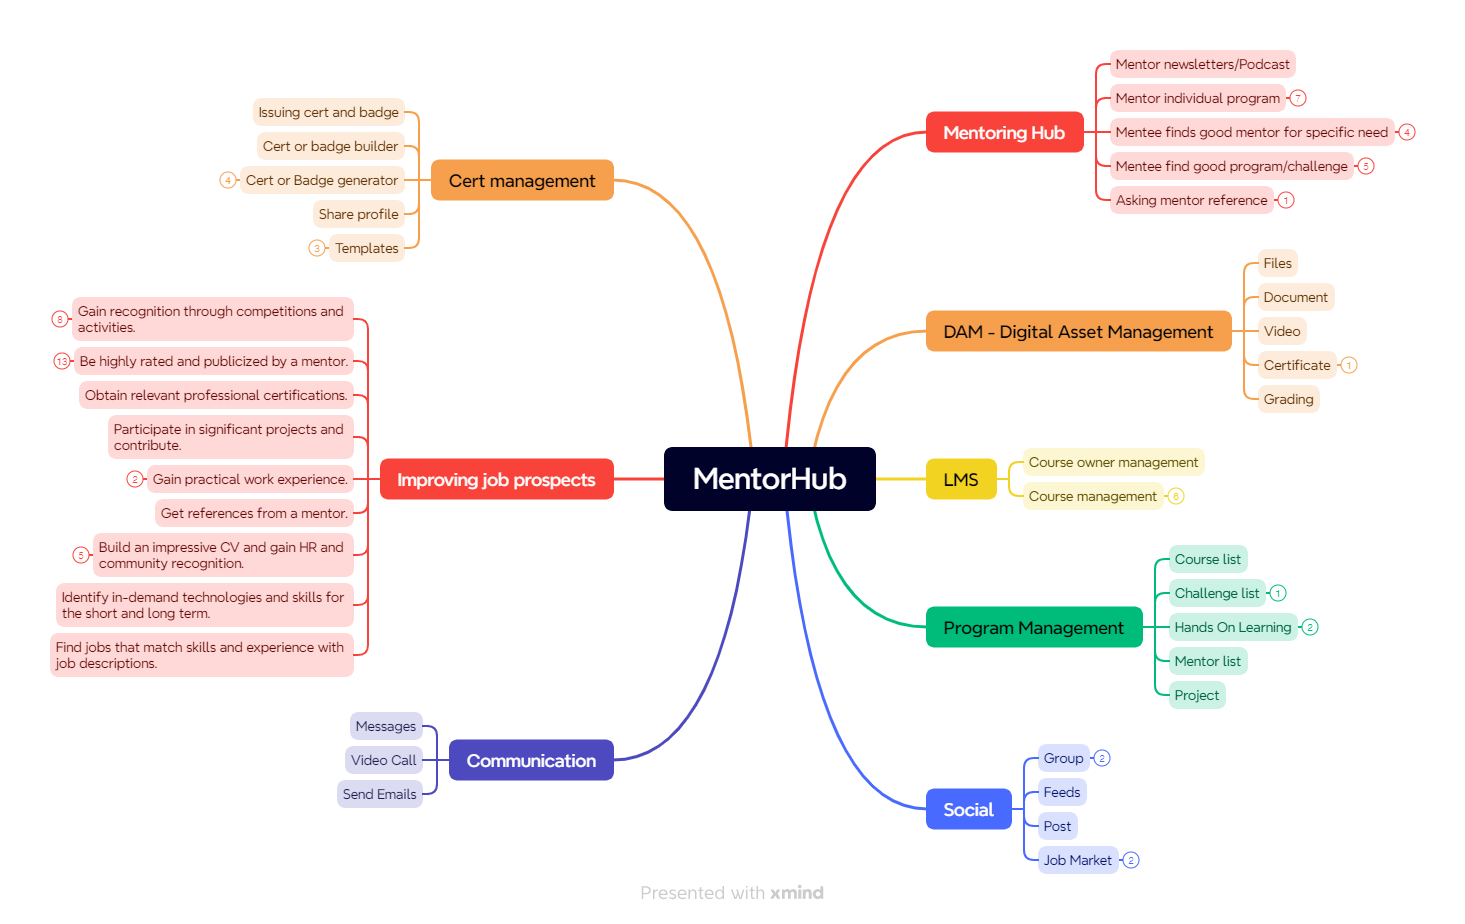 MentorHub
Mentoring Hub
Mentor newsletters/Podcast
Mentor individual program
7
Mentee finds good mentor for specific need
4
Mentee find good program/challenge
5
Asking mentor reference
1
DAM - Digital Asset Management
Files
Document
Video
Certificate
1
Grading
LMS
Course owner management
Course management
6
Program Management
Course list
Challenge list
1
Hands On Learning
2
Mentor list
Project
Social
Group
2
Feeds
Post
Job Market
2
Cert management
Issuing cert and badge
Cert or badge builder
Cert or Badge generator
4
Share profile
Templates
3
Improving job prospects
Gain recognition through competitions and
activities.
8
Be highly rated and publicized by a mentor.
13
Obtain relevant professional certifications.
Participate in significant projects and
contribute.
Gain practical work experience.
2
Get references from a mentor.
Build an impressive CV and gain HR and
community recognition.
5
Identify in-demand technologies and skills for
the short and long term.
Find jobs that match skills and experience with
job descriptions.
Communication
Messages
Video Call
Send Emails
Presented with xmind